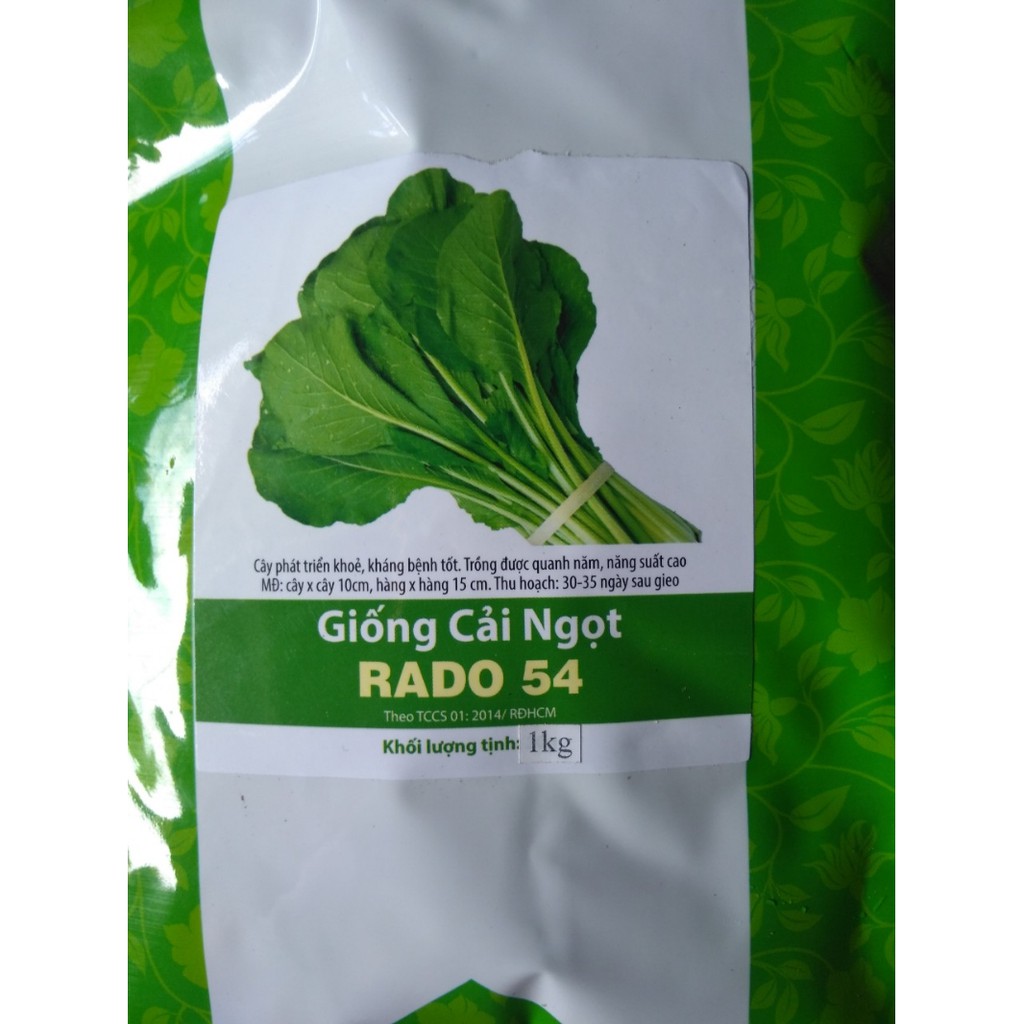 Cây phát triển khoẻ, kháng bệnh tốt. Trồng được quanh năm, năng suất cao
MĐ: cây x cây 10cm, hàng x hàng 15 cm. Thu hoạch: 30-35 ngày sau gieo
Giống Cải Ngọt
RADO 54
Theo TCCS 01: 2014/ RĐHCM
Khối lượng tịnh: 1kg